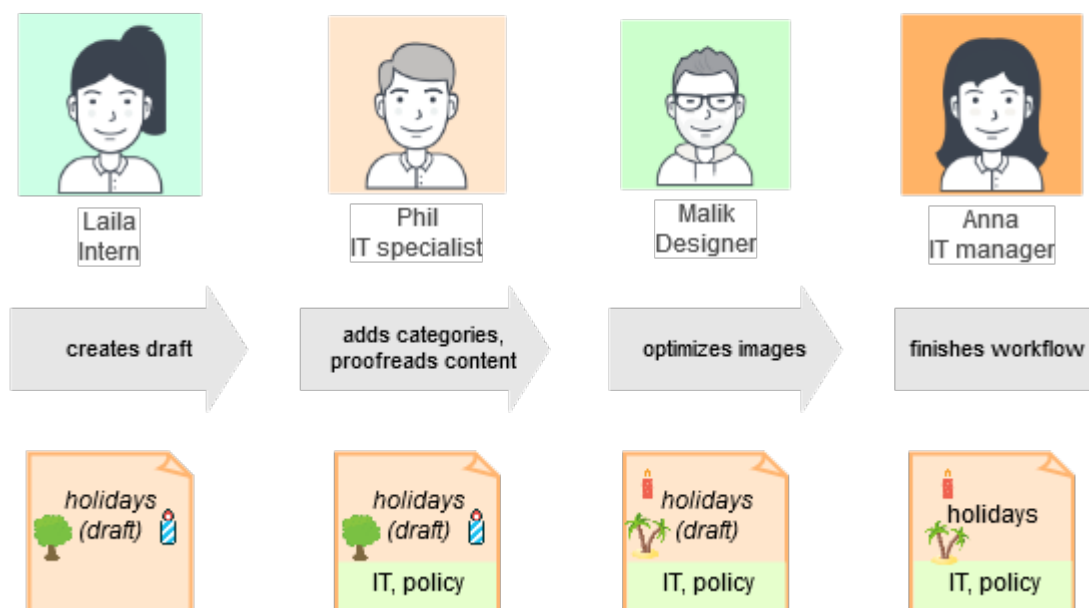 Laila
Intern
Phil
IT specialist
Malik
Designer
Anna
IT manager
creates draft
adds categories,
proofreads content
optimizes images
finishes workflow
holidays
(draft)
holidays
(draft)
IT, policy
holidays
(draft)
IT, policy
holidays
IT, policy